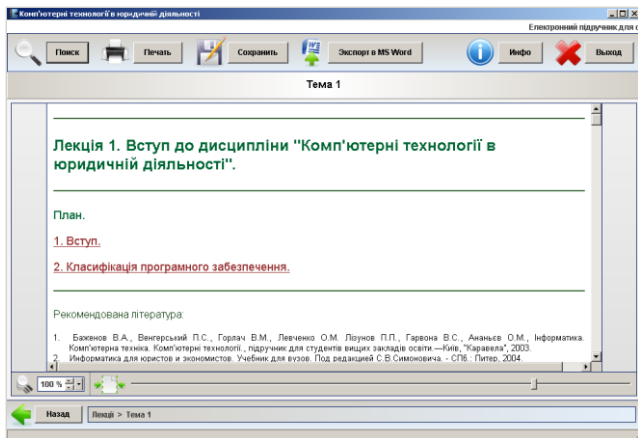 Комп'ютерні технології в юридичній діяльності
Електронний підручник для с
Поиск Печать Сохранить Экспорт в MS Word Инфо Выход
Тема 1
Лекція 1. Вступ до дисципліни "Комп'ютерні технології в
юридичній діяльності".
План.
1. Вступ.
2. Класифікація програмного забезпечення.
Рекомендована література:
1. Баженов В.А., Венгерський П.С., Горлач В.М., Левченко О.М. Лізунов П.П., Гарвона В.С., Ананьєв О.М., Інформатика.
Комп'ютерна техніка. Комп'ютерні технології., підручник для студентів вищих закладів освіти.—Київ, "Каравела", 2003.
2. Информатика для юристов и экономистов. Учебник для вузов. Под редакцией С.В.Симоновича. - СПб.: Питер, 2004.
100 %
Назад Лекції > Тема 1